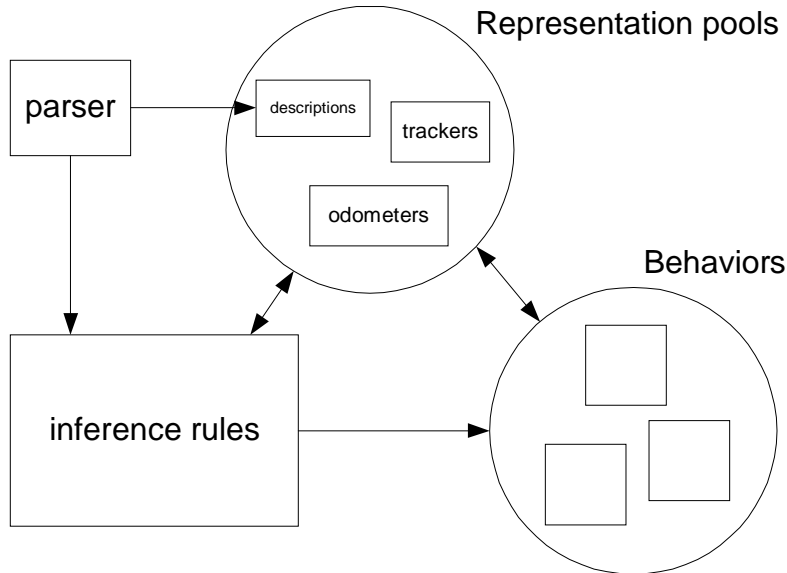 Representation pools
parser
descriptions
trackers
odometers
Behaviors
inference rules